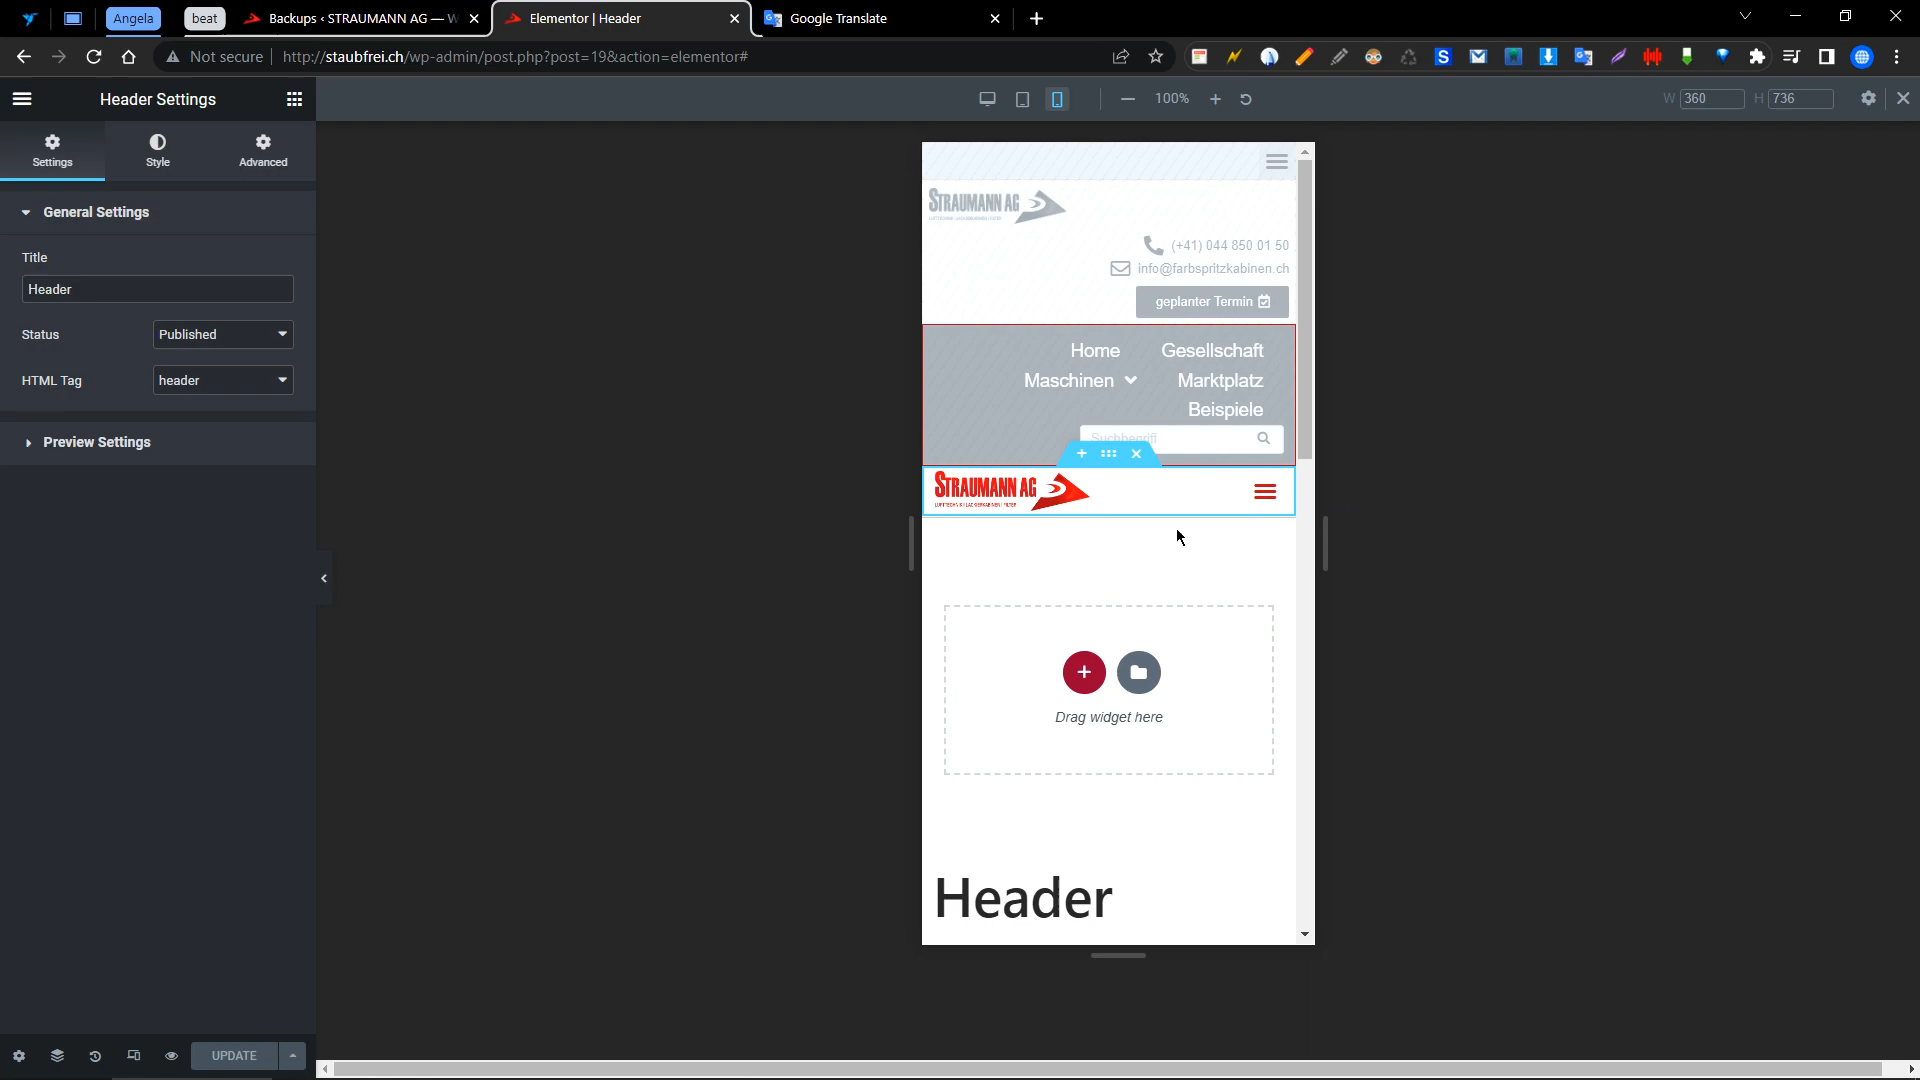 Angela
beat
Backups ‹ STRAUMANN AG — W
Elementor | Header
Google Translate
Not secure
http://staubfrei.ch/wp-admin/post.php?post=19&action=elementor#
Header Settings
100%
W 360
H 736
Settings
Style
Advanced
General Settings
Title
Header
Status
Published
HTML Tag
header
Preview Settings
UPDATE
STRAUMANN AG
(+41) 044 850 01 50
info@farbspritzkabinen.ch
geplanter Termin
Home
Gesellschaft
Maschinen
Marktplatz
Beispiele
Suchbegriff
STRAUMANN AG
Drag widget here
Header